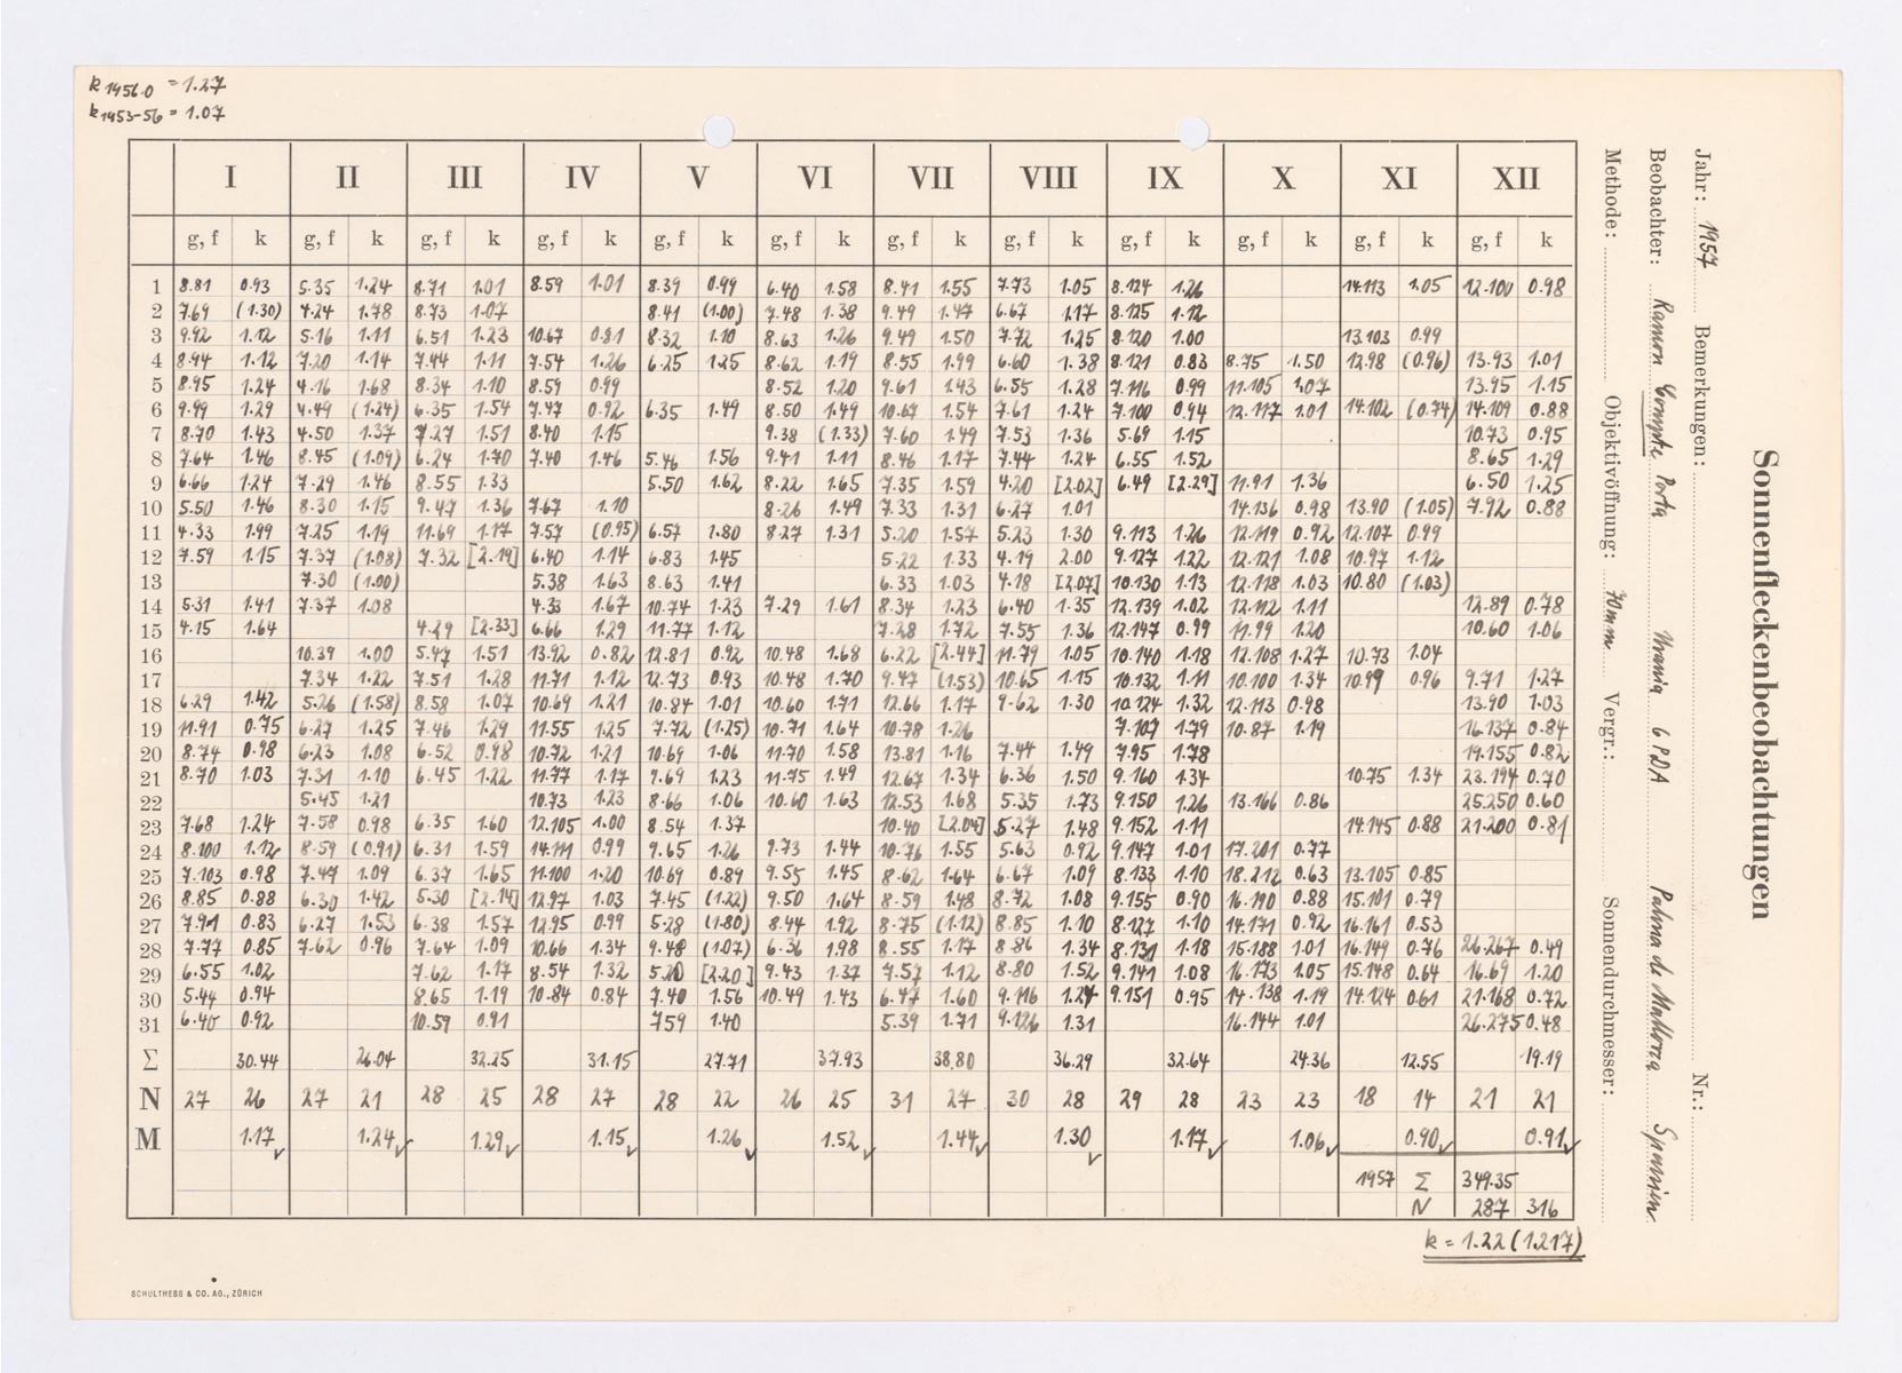 k 1956.0 = 1.27
k 1953-56 = 1.07
I II III IV V VI VII VIII IX X XI XII
g, f k g, f k g, f k g, f k g, f k g, f k g, f k g, f k g, f k g, f k g, f k g, f k
1 8.81 0.93 5.35 1.24 8.71 1.01 8.59 1.01 8.39 0.99 6.40 1.58 8.41 1.55 7.73 1.05 8.124 1.26 14.113 1.05 12.100 0.98
2 7.69 (1.30) 4.24 1.78 8.73 1.07 8.41 (1.00) 7.48 1.38 9.49 1.47 6.67 1.17 8.125 1.12
3 9.92 1.12 5.16 1.11 6.51 1.23 10.67 0.81 8.32 1.10 8.63 1.26 9.49 1.50 7.72 1.25 8.120 1.00 13.103 0.99
4 8.94 1.12 7.20 1.14 7.44 1.11 7.54 1.26 6.25 1.25 8.62 1.19 8.55 1.99 6.60 1.38 8.121 0.83 8.75 1.50 12.98 (0.96) 13.93 1.01
5 8.95 1.24 4.16 1.68 8.34 1.10 8.59 0.99 8.52 1.20 9.61 1.43 6.55 1.28 7.116 0.99 11.105 1.07 13.95 1.15
6 9.99 1.29 4.49 (1.24) 6.35 1.54 7.47 0.92 6.35 1.49 8.50 1.49 10.67 1.54 7.61 1.24 7.100 0.94 12.117 1.01 14.102 (0.74) 14.109 0.88
7 8.70 1.43 4.50 1.37 7.27 1.51 8.40 1.15 9.38 (1.33) 7.60 1.49 7.53 1.36 5.69 1.15 10.73 0.95
8 7.64 1.46 8.45 (1.09) 6.24 1.70 7.40 1.46 5.46 1.56 9.41 1.11 8.46 1.17 7.44 1.24 6.55 1.52 8.65 1.29
9 6.66 1.24 7.29 1.46 8.55 1.33 5.50 1.62 8.22 1.65 7.35 1.59 4.20 [2.02] 6.49 [2.29] 11.91 1.36 6.50 1.25
10 5.50 1.46 8.30 1.15 9.47 1.36 7.67 1.10 8.26 1.49 7.33 1.31 6.27 1.01 14.136 0.98 13.90 (1.05) 7.92 0.88
11 4.33 1.99 7.25 1.19 11.69 1.17 7.57 (0.95) 6.57 1.80 8.27 1.31 5.20 1.57 5.23 1.30 9.113 1.26 12.119 0.92 12.107 0.99
12 7.59 1.15 7.37 (1.08) 7.32 [2.19] 6.40 1.14 6.83 1.45 5.22 1.33 4.19 2.00 9.127 1.22 12.121 1.08 10.97 1.12
13 7.30 (1.00) 5.38 1.63 8.63 1.41 6.33 1.03 4.18 [2.07] 10.130 1.13 12.118 1.03 10.80 (1.03)
14 5.31 1.41 7.37 1.08 4.33 1.67 10.74 1.23 7.29 1.61 8.34 1.23 6.40 1.35 12.139 1.02 12.112 1.11 12.89 0.78
15 4.15 1.64 4.29 [2.33] 6.66 1.29 11.77 1.12 7.28 1.72 7.55 1.36 12.147 0.99 11.99 1.20 10.60 1.06
16 10.39 1.00 5.47 1.51 13.92 0.82 12.81 0.92 10.48 1.68 6.22 [2.44] 11.79 1.05 10.140 1.18 12.108 1.27 10.73 1.04
17 7.34 1.22 7.51 1.28 11.71 1.12 12.73 0.93 10.48 1.70 9.47 (1.53) 10.65 1.15 10.132 1.11 10.100 1.34 10.99 0.96 9.71 1.27
18 6.29 1.42 5.26 (1.58) 8.58 1.07 10.69 1.21 10.84 1.01 10.60 1.71 12.66 1.17 9.62 1.30 10.124 1.32 12.113 0.98 13.90 1.03
19 11.91 0.75 6.27 1.25 7.46 1.29 11.55 1.25 7.72 (1.25) 10.71 1.64 10.78 1.26 7.107 1.79 10.87 1.19 16.137 0.84
20 8.74 0.98 6.23 1.08 6.52 0.98 10.72 1.21 10.69 1.06 11.70 1.58 13.81 1.16 7.44 1.49 7.95 1.78 19.155 0.82
21 8.70 1.03 7.31 1.10 6.45 1.22 11.77 1.17 9.69 1.23 11.75 1.49 12.67 1.34 6.36 1.50 9.160 1.34 10.75 1.34 23.194 0.70
22 5.45 1.21 10.73 1.23 8.66 1.06 10.60 1.63 12.53 1.68 5.35 1.73 9.150 1.26 13.166 0.86 25.250 0.60
23 7.68 1.24 7.58 0.98 6.35 1.60 12.105 1.00 8.54 1.37 10.40 [2.04] 5.27 1.48 9.152 1.11 14.145 0.88 21.200 0.81
24 8.100 1.12 8.59 (0.91) 6.31 1.59 14.111 0.99 9.65 1.26 9.73 1.44 10.76 1.55 5.63 0.92 9.147 1.01 17.201 0.77
25 7.103 0.98 7.49 1.09 6.37 1.65 11.100 1.20 10.69 0.89 9.55 1.45 8.62 1.64 6.67 1.09 8.133 1.10 18.212 0.63 13.105 0.85
26 8.85 0.88 6.30 1.42 5.30 [2.14] 12.97 1.03 7.45 (1.22) 9.50 1.64 8.59 1.48 8.72 1.08 9.155 0.90 16.190 0.88 15.101 0.79
27 7.91 0.83 6.27 1.53 6.38 1.57 12.95 0.99 5.28 (1.80) 8.44 1.92 8.75 (1.12) 8.85 1.10 8.127 1.10 14.171 0.92 16.161 0.53
28 7.77 0.85 7.62 0.96 7.64 1.09 10.66 1.34 9.48 (1.07) 6.36 1.98 8.55 1.17 8.86 1.34 8.131 1.18 15.188 1.01 16.149 0.76 26.267 0.49
29 6.55 1.02 7.62 1.17 8.54 1.32 5.20 [2.20] 9.43 1.37 7.57 1.12 8.80 1.52 9.141 1.08 16.173 1.05 15.148 0.64 16.69 1.20
30 5.44 0.94 8.65 1.19 10.84 0.84 7.40 1.56 10.49 1.43 6.47 1.60 9.116 1.24 9.151 0.95 14.138 1.19 14.124 0.61 21.168 0.72
31 6.40 0.92 10.59 0.91 759 1.40 5.39 1.71 9.126 1.31 16.144 1.01 26.275 0.48
Σ 30.44 26.04 32.25 31.15 27.71 37.93 38.80 36.29 32.64 24.36 12.55 19.19
N 27 26 27 21 28 25 28 27 28 22 26 25 31 27 30 28 29 28 23 23 18 14 21 21
M 1.17 1.24 1.29 1.15 1.26 1.52 1.44 1.30 1.17 1.06 0.90 0.91
1957 Σ 349.35
N 287 316
k = 1.22 (1.217)
SCHULTHESS & CO. AG., ZÜRICH
Sonnenfleckenbeobachtungen
Jahr: 1957 Bemerkungen: Nr.:
Beobachter: Ramon Compte Porta Urania 6 PDA Palma de Mallorca Spanien
Methode: Objektivöffnung: 70mm Vergr.: Sonnendurchmesser: